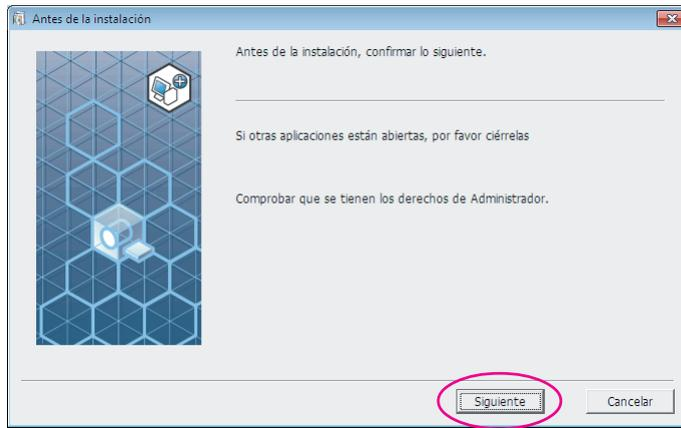 Antes de la instalación
Antes de la instalación, confirmar lo siguiente.
Si otras aplicaciones están abiertas, por favor ciérrelas
Comprobar que se tienen los derechos de Administrador.
Siguiente
Cancelar